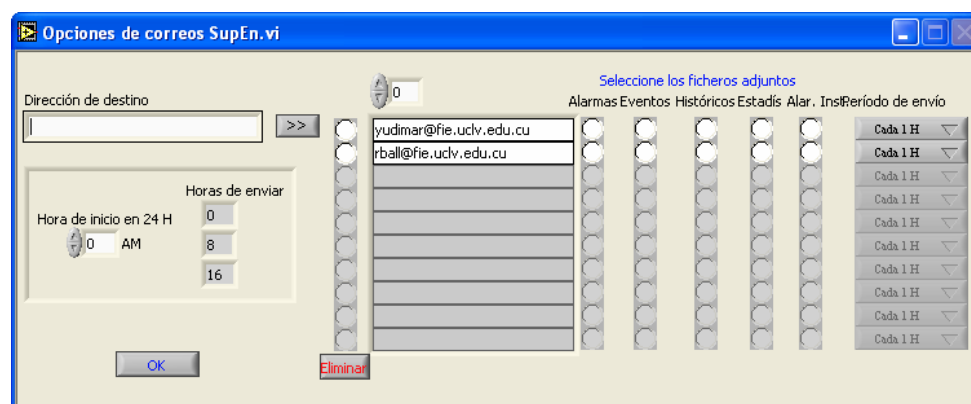 Opciones de correos SupEn.vi
Seleccione los ficheros adjuntos
0
Dirección de destino
Alarmas Eventos Históricos Estadís Alar. Inst Período de envío
>>
yudimar@fie.uclv.edu.cu
Cada 1 H
rball@fie.uclv.edu.cu
Cada 1 H
Cada 1 H
Cada 1 H
Cada 1 H
Cada 1 H
Cada 1 H
Cada 1 H
Cada 1 H
Cada 1 H
Horas de enviar
Hora de inicio en 24 H
0
0 AM
8
16
OK
Eliminar